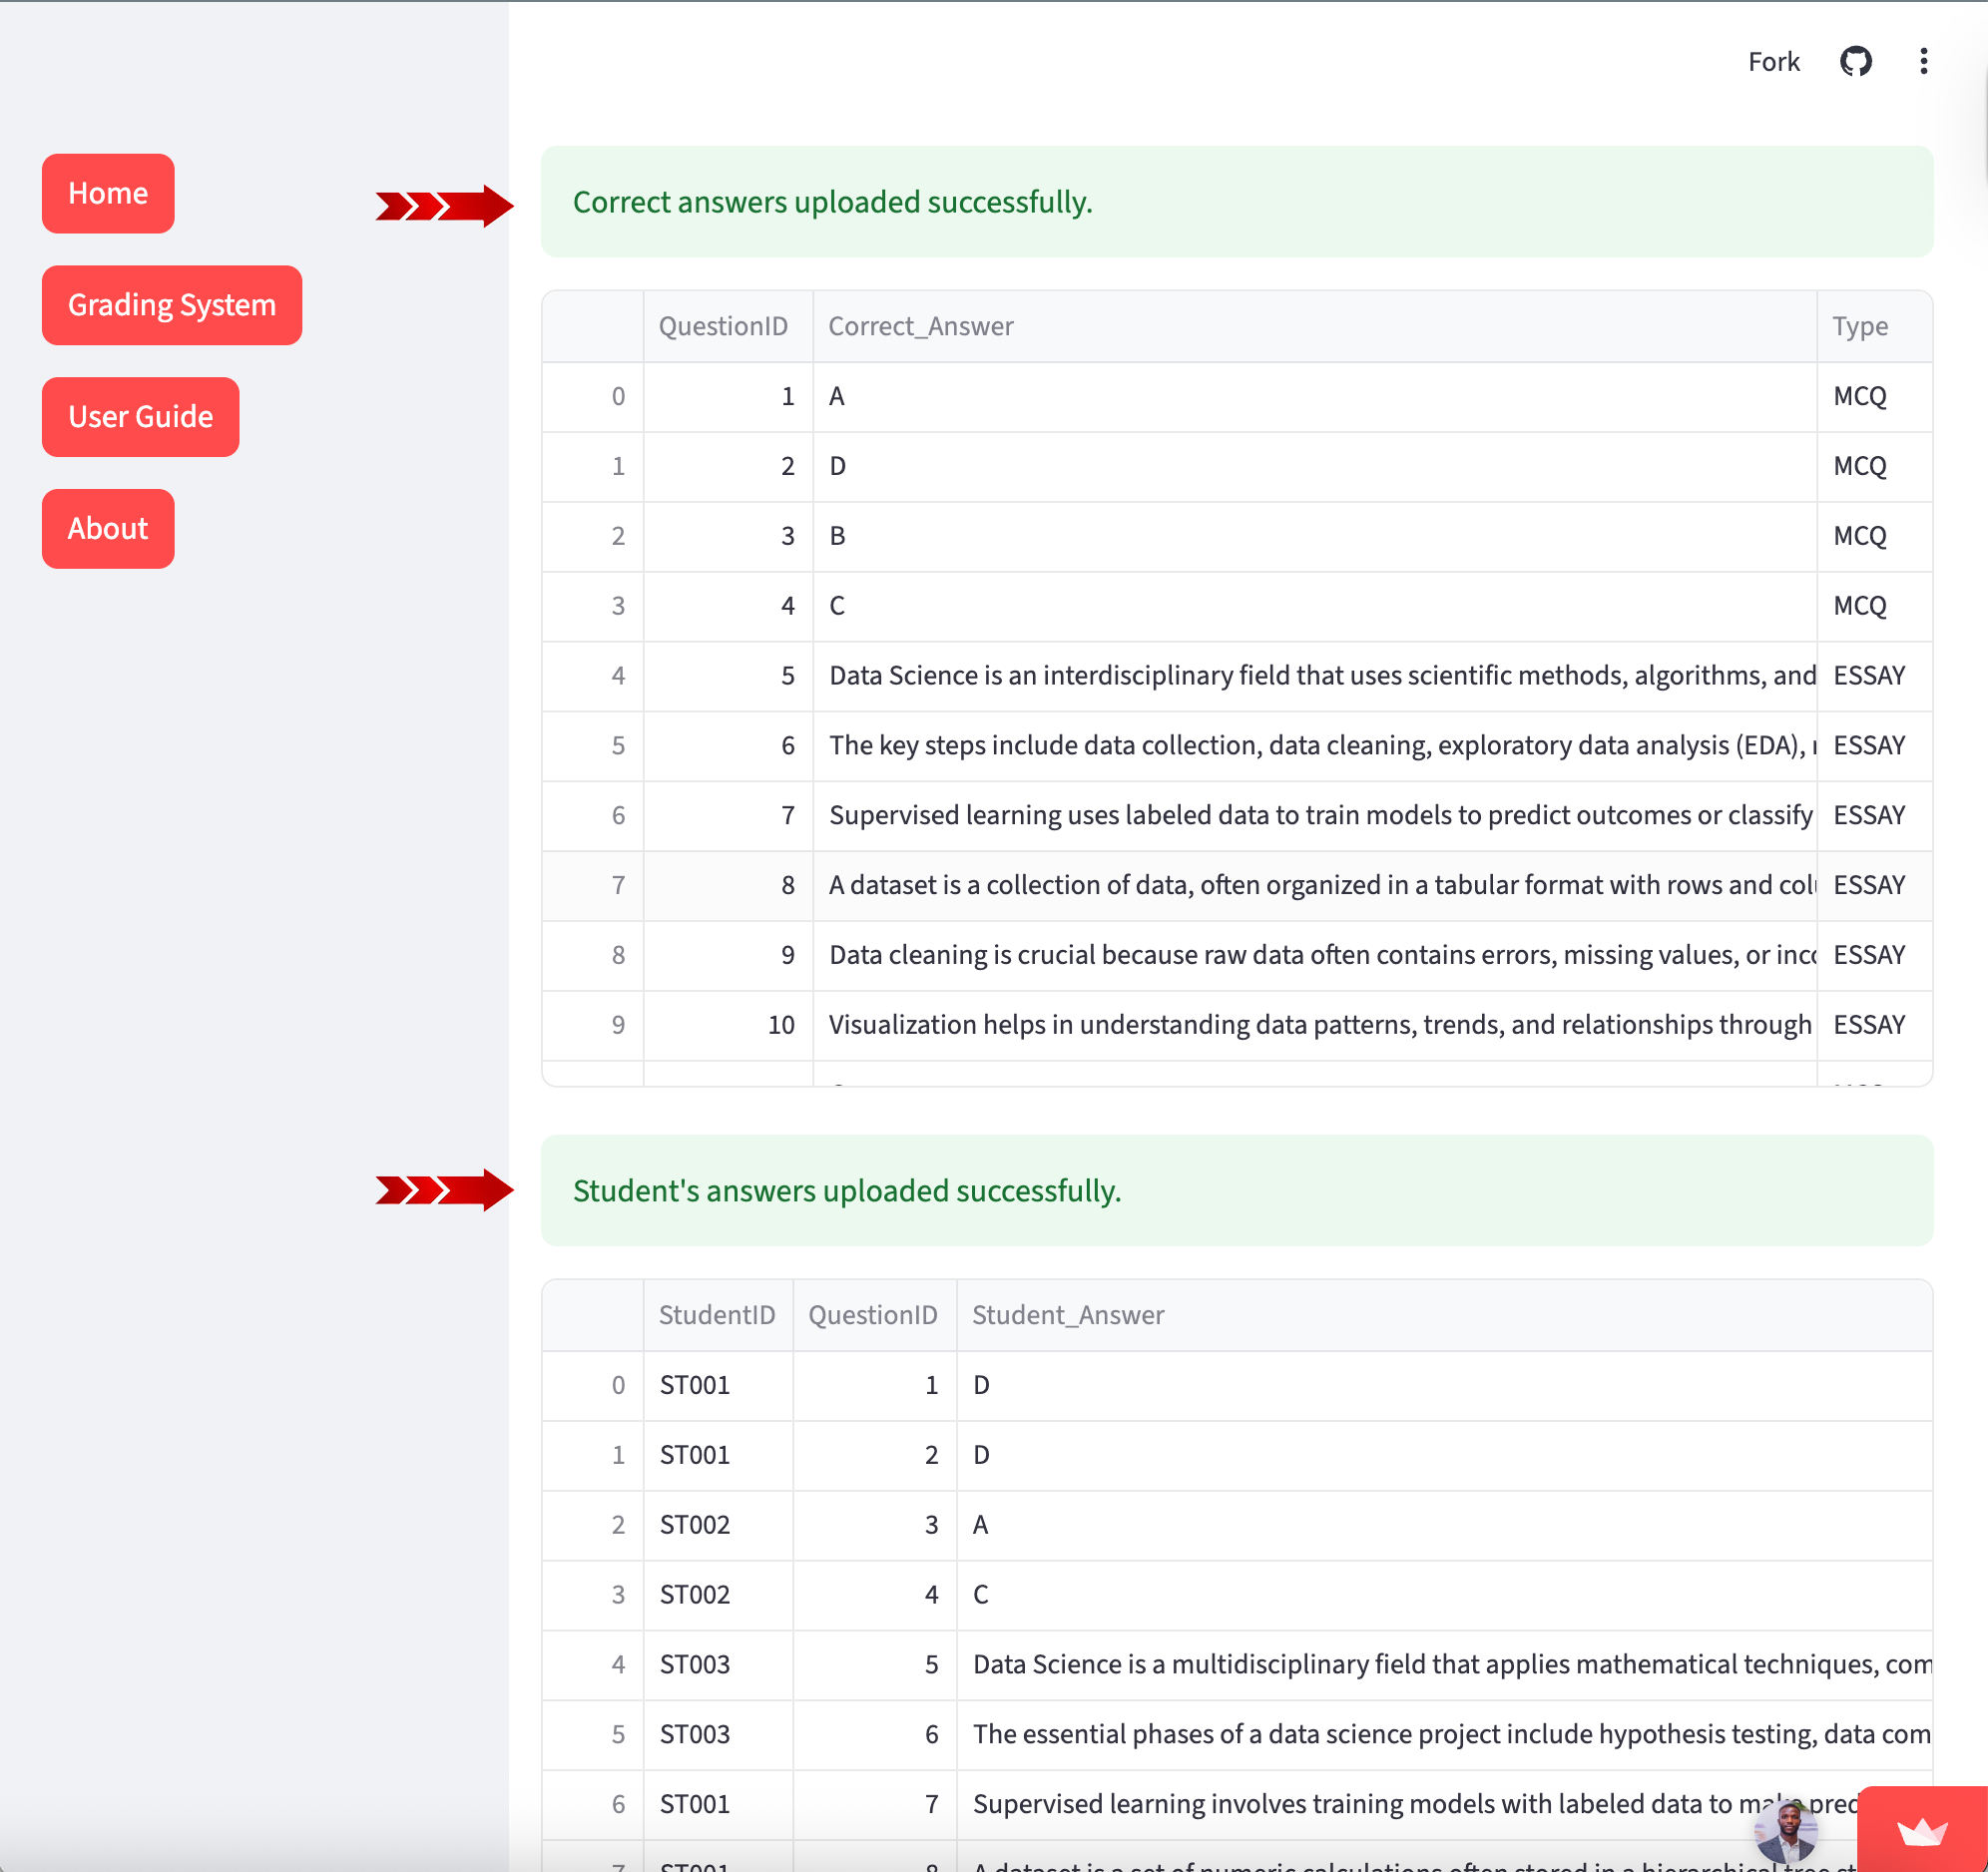 Fork
Home
Grading System
User Guide
About
Correct answers uploaded successfully.
QuestionID Correct_Answer Type
0 1 A MCQ
1 2 D MCQ
2 3 B MCQ
3 4 C MCQ
4 5 Data Science is an interdisciplinary field that uses scientific methods, algorithms, and ESSAY
5 6 The key steps include data collection, data cleaning, exploratory data analysis (EDA), ESSAY
6 7 Supervised learning uses labeled data to train models to predict outcomes or classify ESSAY
7 8 A dataset is a collection of data, often organized in a tabular format with rows and ESSAY
8 9 Data cleaning is crucial because raw data often contains errors, missing values, or ESSAY
9 10 Visualization helps in understanding data patterns, trends, and relationships through ESSAY
Student's answers uploaded successfully.
StudentID QuestionID Student_Answer
0 ST001 1 D
1 ST001 2 D
2 ST002 3 A
3 ST002 4 C
4 ST003 5 Data Science is a multidisciplinary field that applies mathematical techniques, com
5 ST003 6 The essential phases of a data science project include hypothesis testing, data com
6 ST001 7 Supervised learning involves training models with labeled data to make pred
7 ST001 8 A dataset is a set of numeric calculations often stored in a hierarchical tree st